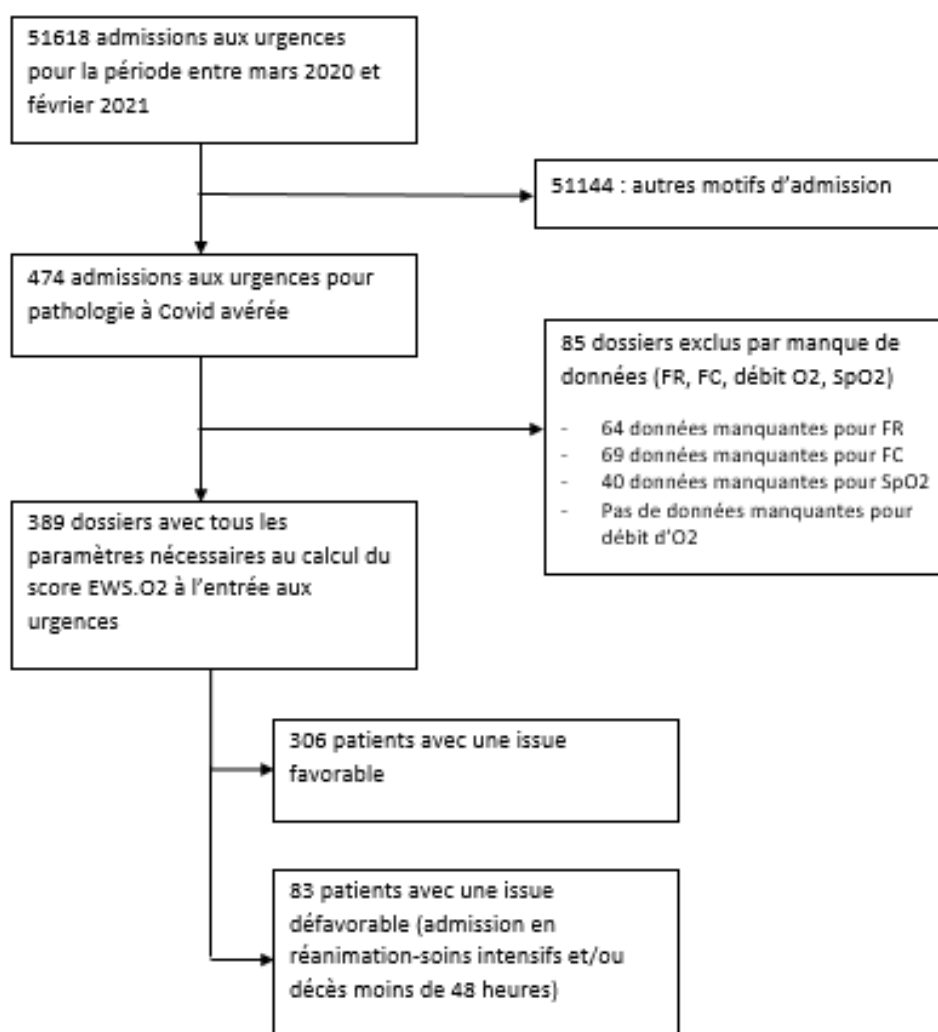 51618 admissions aux urgences
pour la période entre mars 2020 et
février 2021
51144 : autres motifs d'admission
474 admissions aux urgences pour
pathologie à Covid avérée
85 dossiers exclus par manque de
données (FR, FC, débit O2, SpO2)
- 64 données manquantes pour FR
- 69 données manquantes pour FC
- 40 données manquantes pour SpO2
- Pas de données manquantes pour
débit d'O2
389 dossiers avec tous les
paramètres nécessaires au calcul du
score EWS.O2 à l'entrée aux
urgences
306 patients avec une issue
favorable
83 patients avec une issue
défavorable (admission en
réanimation-soins intensifs et/ou
décès moins de 48 heures)